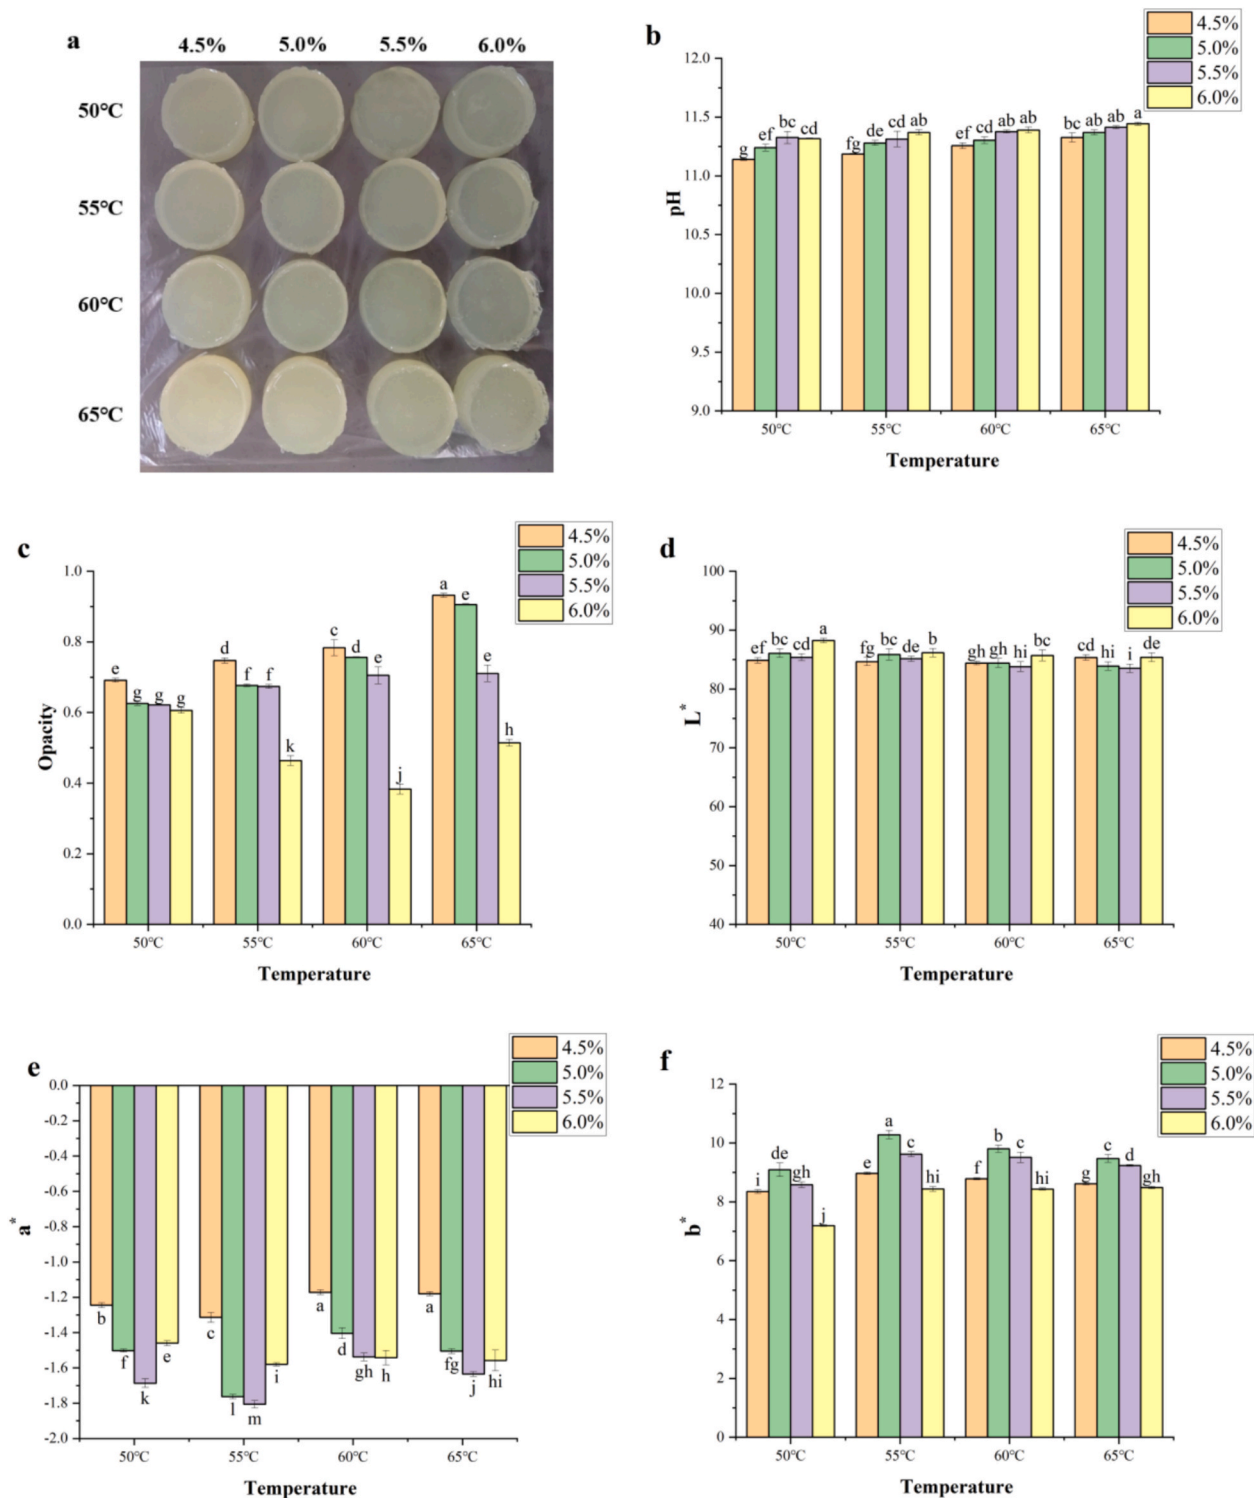 a
4.5% 5.0% 5.5% 6.0%
50℃
55℃
60℃
65℃
b
4.5%
5.0%
5.5%
6.0%
12.0
11.5
11.0
10.5
10.0
9.5
9.0
pH
g ef bc cd fg de cd ab ef cd ab ab bc ab ab a
50℃ 55℃ 60℃ 65℃
Temperature
c
4.5%
5.0%
5.5%
6.0%
1.0
0.8
0.6
0.4
0.2
0.0
Opacity
e g g g d f f k c d e j a e e h
50℃ 55℃ 60℃ 65℃
Temperature
d
4.5%
5.0%
5.5%
6.0%
100
90
80
70
60
50
40
L*
ef bc cd a fg bc de b gh gh hi bc cd hi i de
50℃ 55℃ 60℃ 65℃
Temperature
e
4.5%
5.0%
5.5%
6.0%
0.0
-0.2
-0.4
-0.6
-0.8
-1.0
-1.2
-1.4
-1.6
-1.8
-2.0
a*
b f k e c l m i a d gh h a fg j hi
50℃ 55℃ 60℃ 65℃
Temperature
f
4.5%
5.0%
5.5%
6.0%
12
10
8
6
4
2
0
b*
i de gh j e a c hi f b c hi g c d gh
50℃ 55℃ 60℃ 65℃
Temperature